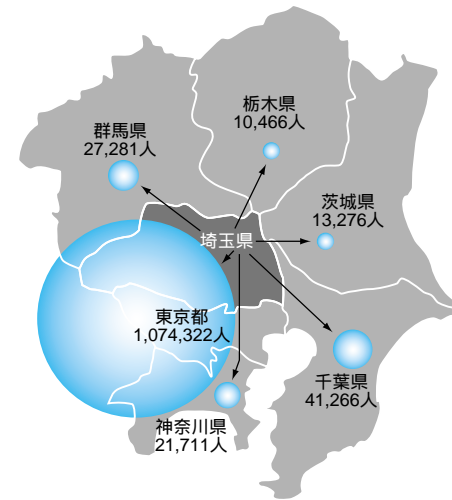 栃木県
10,466人
群馬県
27,281人
茨城県
13,276人
埼玉県
東京都
1,074,322人
千葉県
41,266人
神奈川県
21,711人